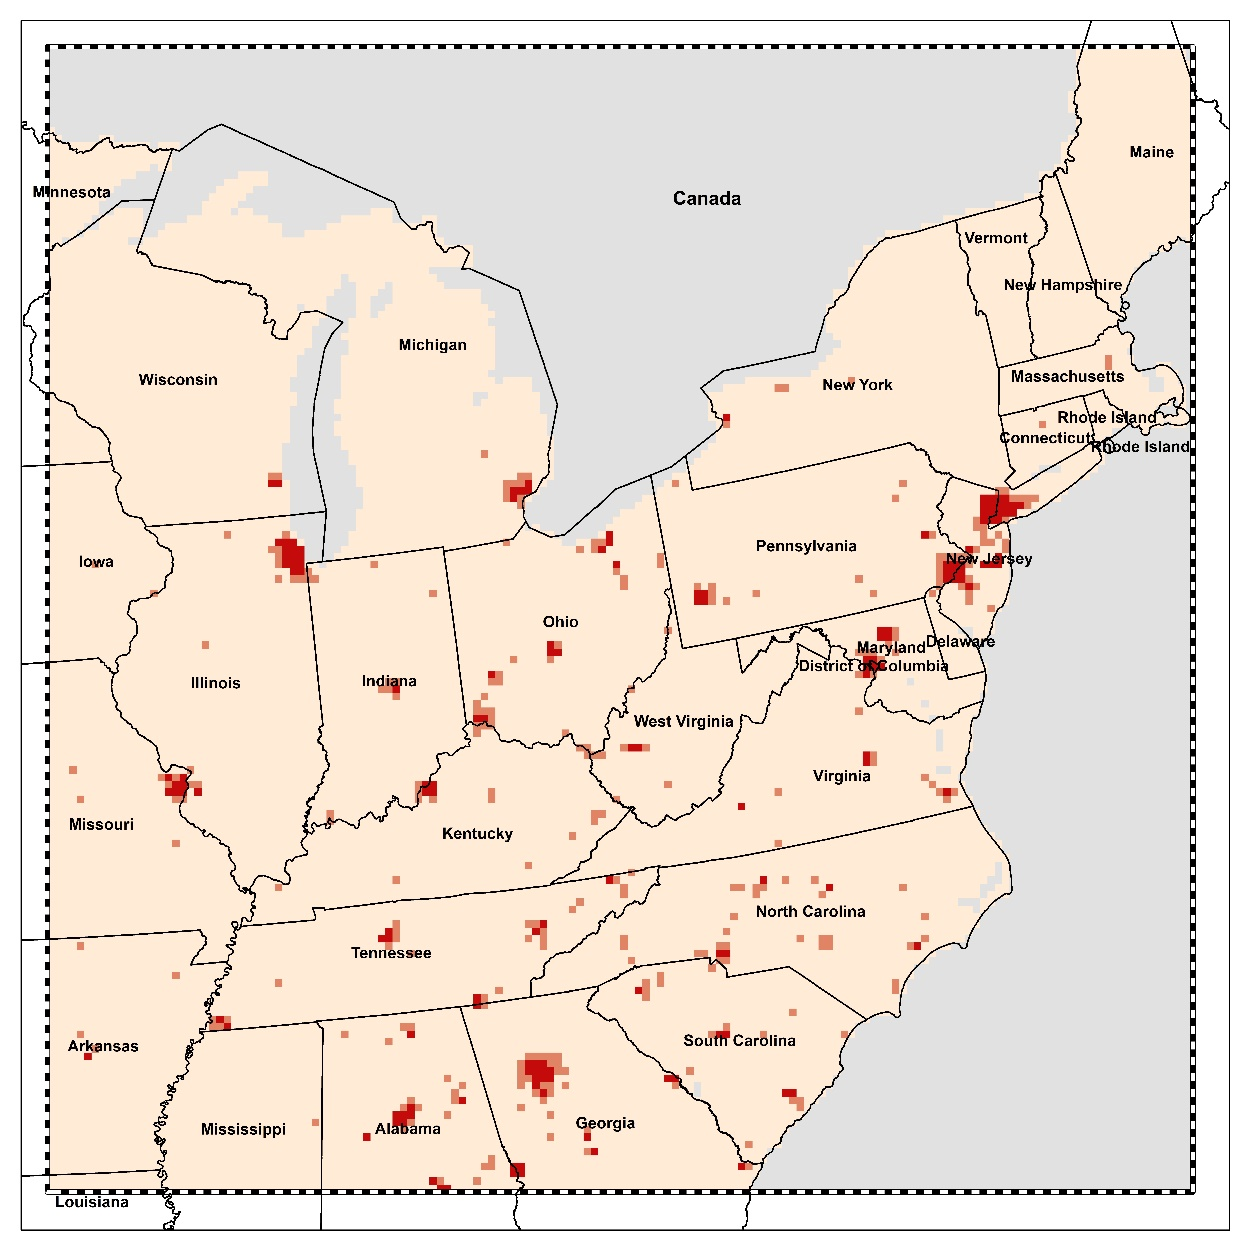 Maine
Minnesota
Canada
Vermont
New Hampshire
Michigan
Wisconsin
New York
Massachusetts
Rhode Island
Connecticut
Rhode Island
Pennsylvania
New Jersey
Iowa
Ohio
Delaware
Maryland
District of Columbia
Indiana
Illinois
West Virginia
Virginia
Missouri
Kentucky
North Carolina
Tennessee
South Carolina
Arkansas
Georgia
Mississippi
Alabama
Louisiana